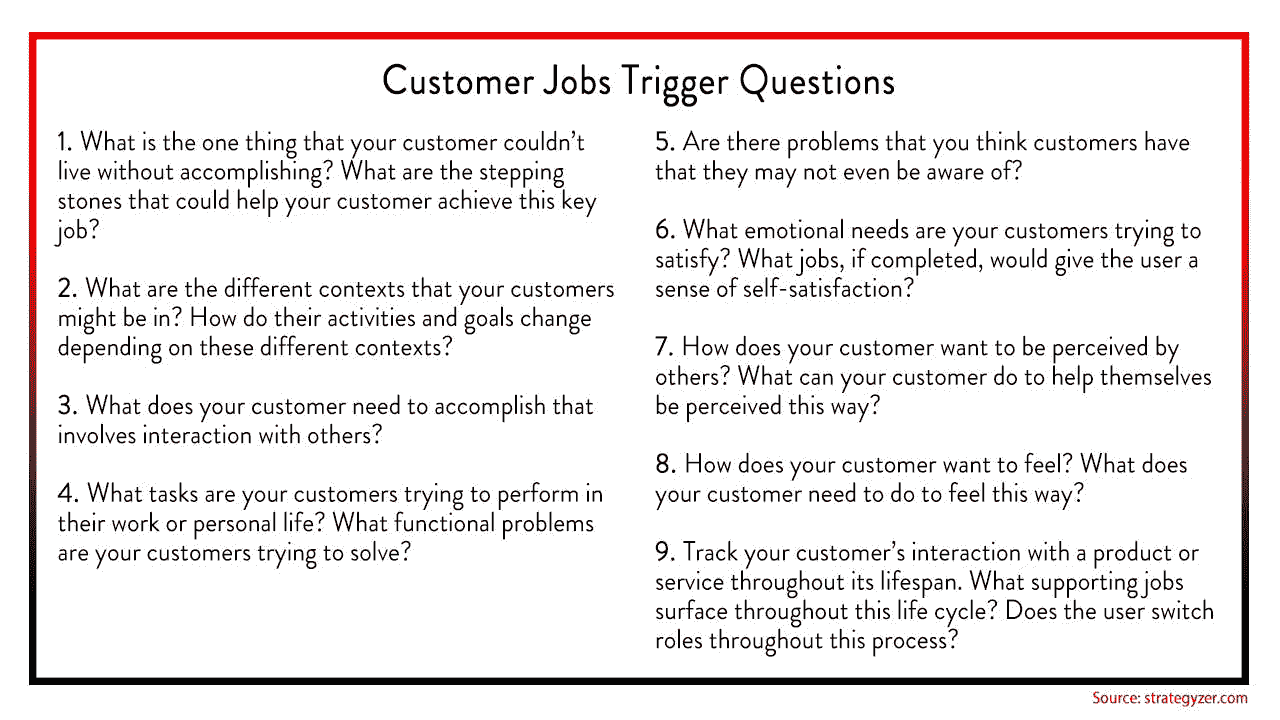 Customer Jobs Trigger Questions
1. What is the one thing that your customer couldn’t
live without accomplishing? What are the stepping
stones that could help your customer achieve this key
job?
2. What are the different contexts that your customers
might be in? How do their activities and goals change
depending on these different contexts?
3. What does your customer need to accomplish that
involves interaction with others?
4. What tasks are your customers trying to perform in
their work or personal life? What functional problems
are your customers trying to solve?
5. Are there problems that you think customers have
that they may not even be aware of?
6. What emotional needs are your customers trying to
satisfy? What jobs, if completed, would give the user a
sense of self-satisfaction?
7. How does your customer want to be perceived by
others? What can your customer do to help themselves
be perceived this way?
8. How does your customer want to feel? What does
your customer need to do to feel this way?
9. Track your customer’s interaction with a product or
service throughout its lifespan. What supporting jobs
surface throughout this life cycle? Does the user switch
roles throughout this process?
Source: strategyzer.com